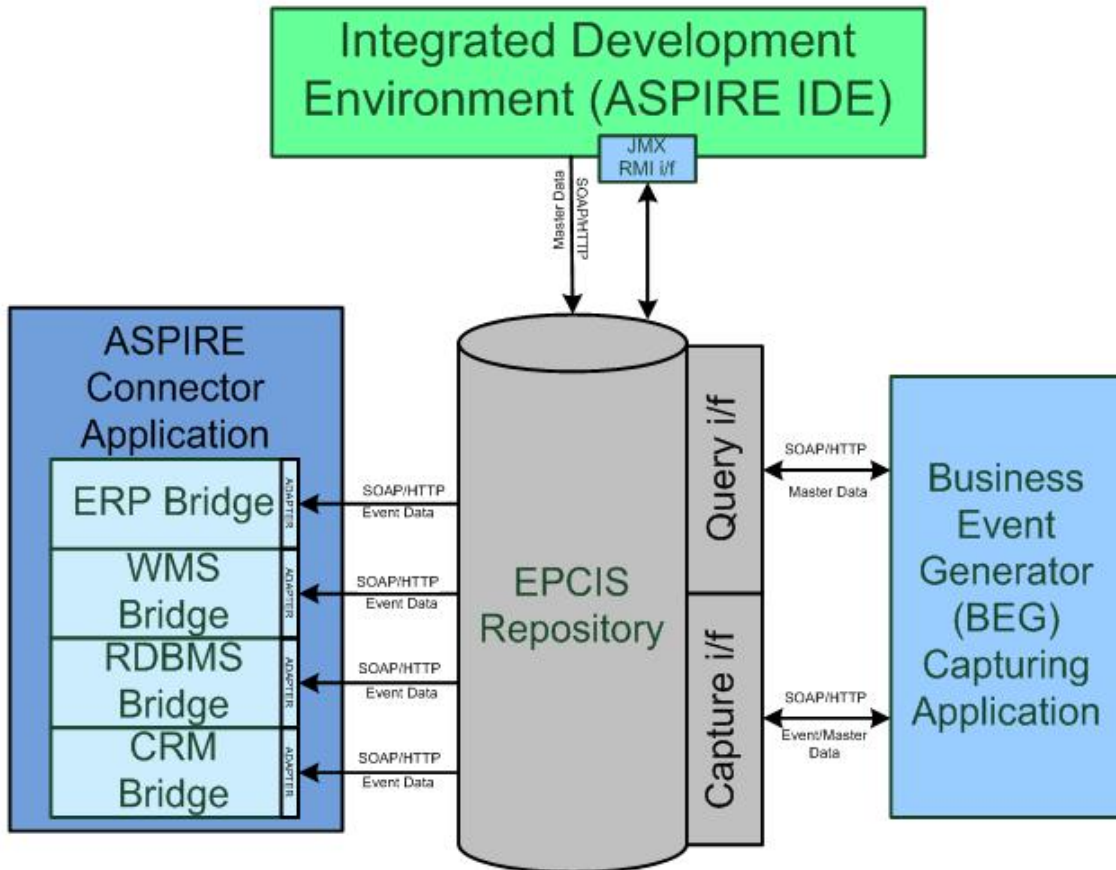 Integrated Development
Environment (ASPIRE IDE)
JMX
RMI i/f
Master Data
SOAP/HTTP
ASPIRE
Connector
Application
ERP Bridge
ADAPTER
WMS
Bridge
ADAPTER
RDBMS
Bridge
ADAPTER
CRM
Bridge
ADAPTER
SOAP/HTTP
Event Data
SOAP/HTTP
Event Data
SOAP/HTTP
Event Data
SOAP/HTTP
Event Data
EPCIS
Repository
Query i/f
Capture i/f
SOAP/HTTP
Master Data
SOAP/HTTP
Event/Master
Data
Business
Event
Generator
(BEG)
Capturing
Application